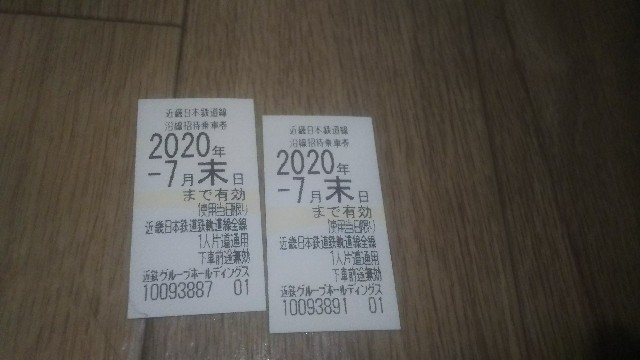 近畿日本鉄道線
沿線招待乗車券
2020年
-7月末日
まで有効
使用当日限り
近畿日本鉄道鉄軌道線全線
1人片道通用
下車前途無効
近鉄グループホールディングス
10093887 01
近畿日本鉄道線
沿線招待乗車券
2020年
-7月末日
まで有効
使用当日限り
近畿日本鉄道鉄軌道線全線
1人片道通用
下車前途無効
近鉄グループホールディングス
10093891 01